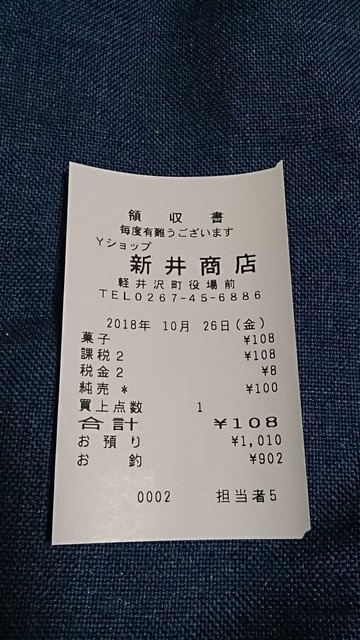 領 収 書
毎度有難うございます
Yショップ
新井商店
軽井沢町役場前
TEL0267-45-6886
2018年 10月 26日(金)
菓子 ¥108
課税2 ¥108
税金2 ¥8
純売 * ¥100
買上点数 1
合計 ¥108
お預り ¥1,010
お 釣 ¥902
0002 担当者5